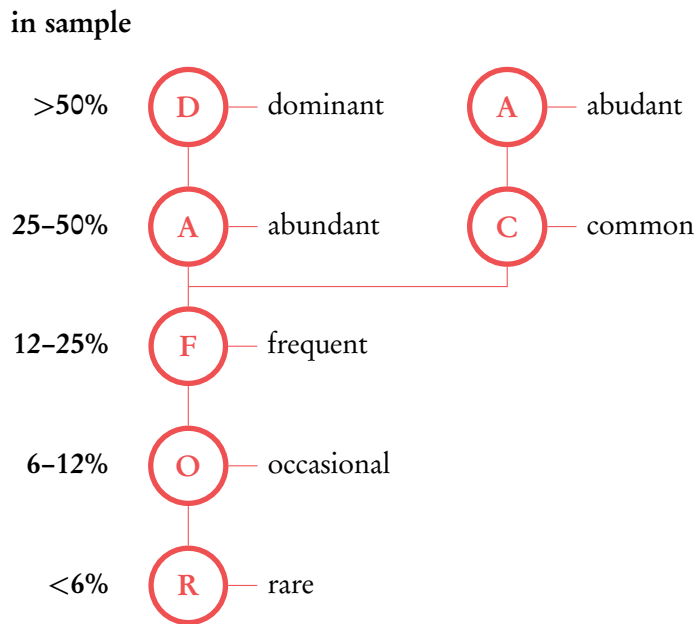 in sample
>50% D dominant A abudant
25–50% A abundant C common
12–25% F frequent
6–12% O occasional
<6% R rare